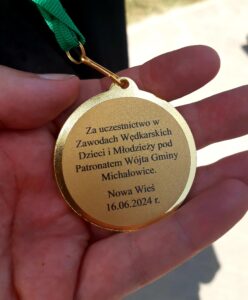 Za uczestnictwo w
Zawodach Wędkarskich
Dzieci i Młodzieży pod
Patronatem Wójta Gminy
Michałowice.
Nowa Wieś
16.06.2024 r.